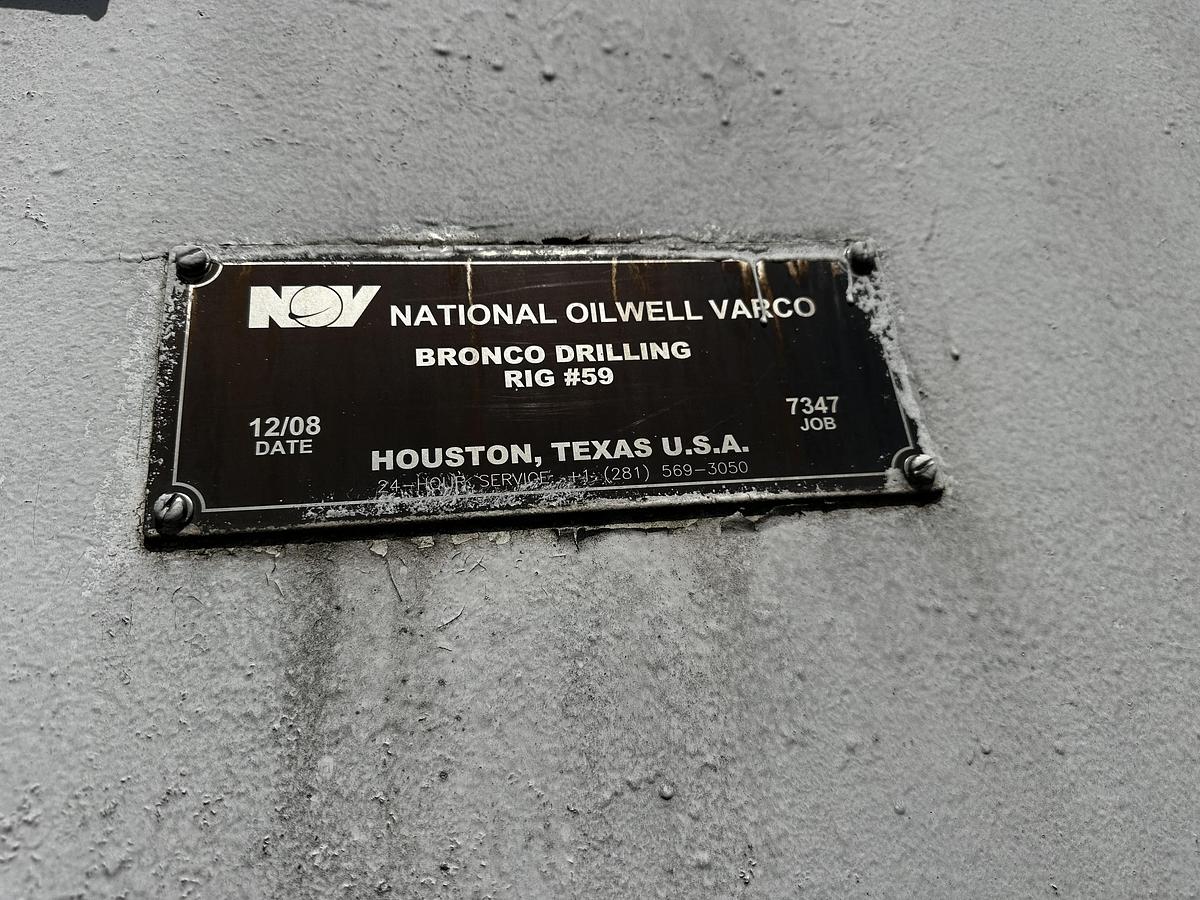 NOV NATIONAL OILWELL VARCO
BRONCO DRILLING
RIG #59
12/08
DATE
7347
JOB
HOUSTON, TEXAS U.S.A.
24-HOUR SERVICE +1 (281) 569-3050